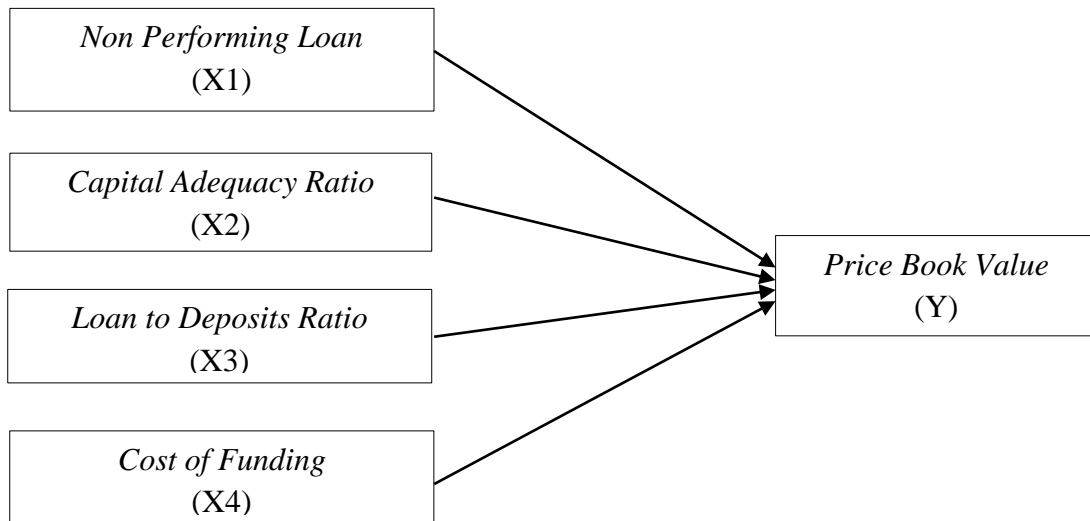 Non Performing Loan
(X1)
Capital Adequacy Ratio
(X2)
Loan to Deposits Ratio
(X3)
Cost of Funding
(X4)
Price Book Value
(Y)